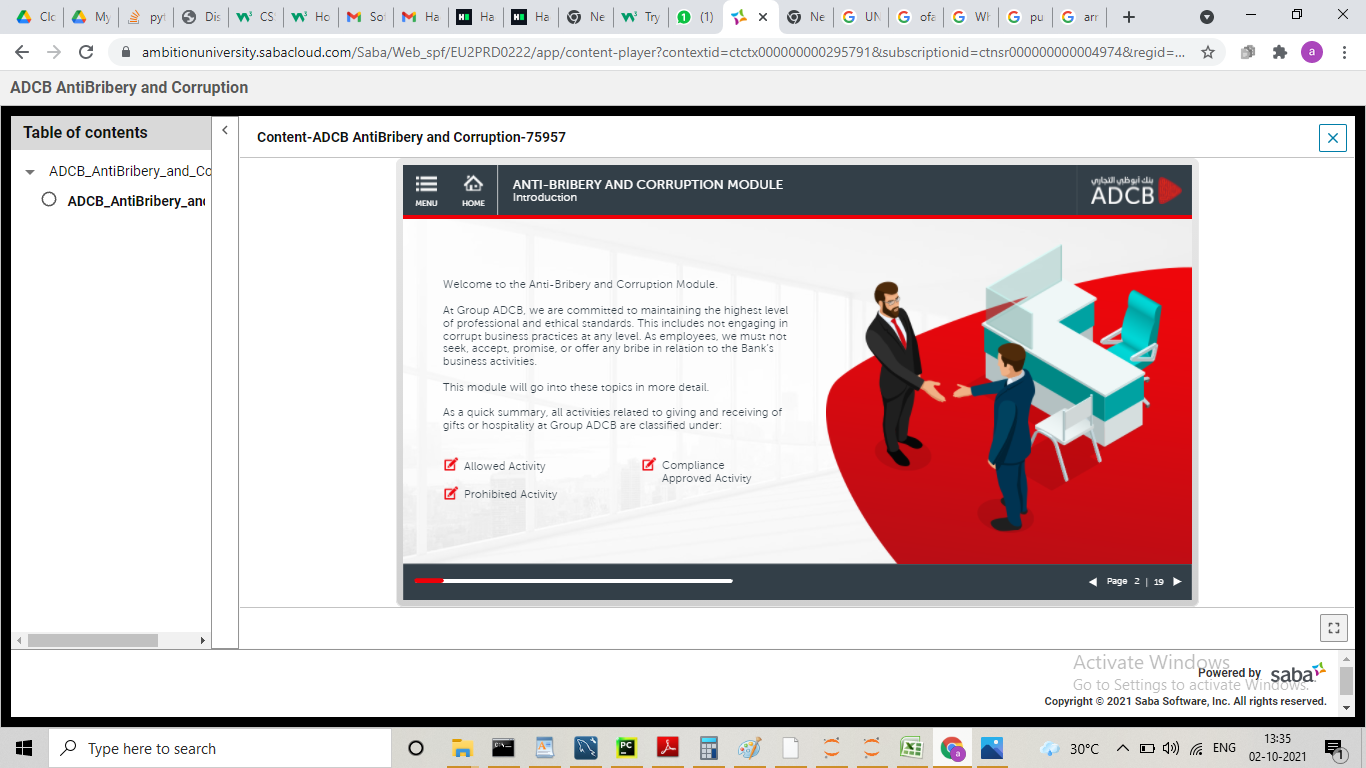 Clc
My
pyt
Dis
CS
Ho
Sof
Ha
Ha
Ha
Ne
Try
(1)
Ne
UN
ofa
Wh
pu
arr
ambitionuniversity.sabacloud.com/Saba/Web_spf/EU2PRD0222/app/content-player?contextid=ctctx000000000295791&subscriptionid=ctnsr000000000004974&regid=...
a
ADCB AntiBribery and Corruption
Table of contents
ADCB_AntiBribery_and_Co
ADCB_AntiBribery_and
Content-ADCB AntiBribery and Corruption-75957
MENU
HOME
ANTI-BRIBERY AND CORRUPTION MODULE
Introduction
بنك أبوظبي التجاري
ADCB
Welcome to the Anti-Bribery and Corruption Module.
At Group ADCB, we are committed to maintaining the highest level
of professional and ethical standards. This includes not engaging in
corrupt business practices at any level. As employees, we must not
seek, accept, promise, or offer any bribe in relation to the Bank's
business activities.
This module will go into these topics in more detail.
As a quick summary, all activities related to giving and receiving of
gifts or hospitality at Group ADCB are classified under:
Allowed Activity
Prohibited Activity
Compliance
Approved Activity
Page 2 | 19
Activate Windows
Go to Settings to activate Windows.
Powered by saba
Copyright © 2021 Saba Software, Inc. All rights reserved.
Type here to search
30°C
ENG
13:35
02-10-2021
1